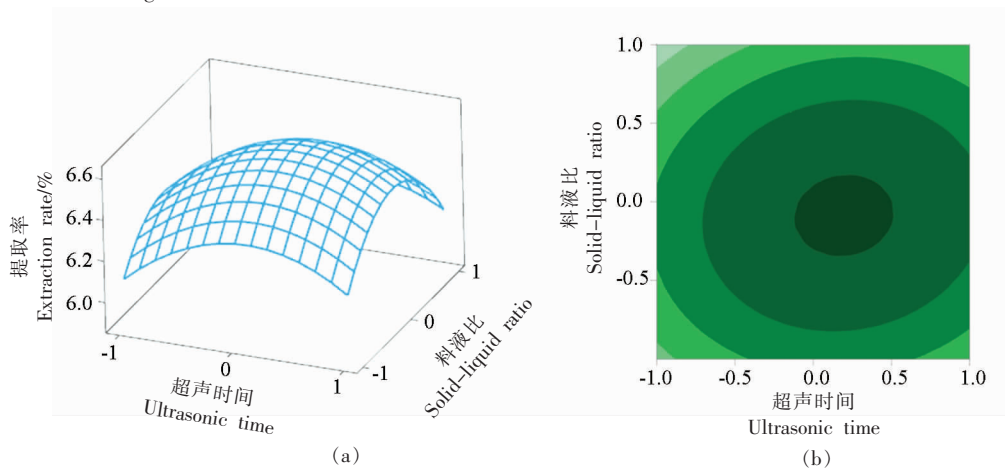 6.6
6.4
6.2
6.0
提取率
Extraction rate/%
-1
0
1
超声时间
Ultrasonic time
-1
0
1
料液比
Solid-liquid ratio
(a)
1.0
0.5
0.0
-0.5
料液比
Solid-liquid ratio
-1.0
-0.5
0.0
0.5
1.0
超声时间
Ultrasonic time
(b)